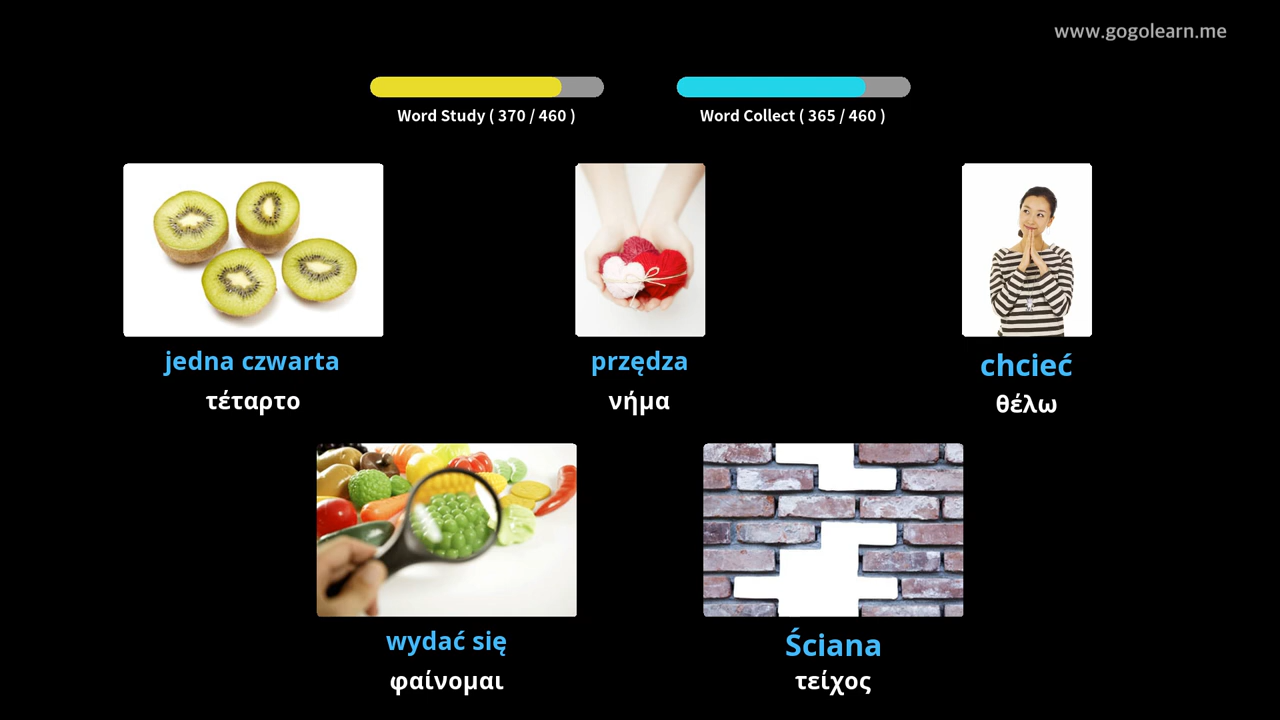 www.gogolearn.me
Word Study ( 370 / 460 )
Word Collect ( 365 / 460 )
jedna czwarta
τέταρτο
przędza
νήμα
chcieć
θέλω
wydać się
φαίνομαι
Ściana
τείχος